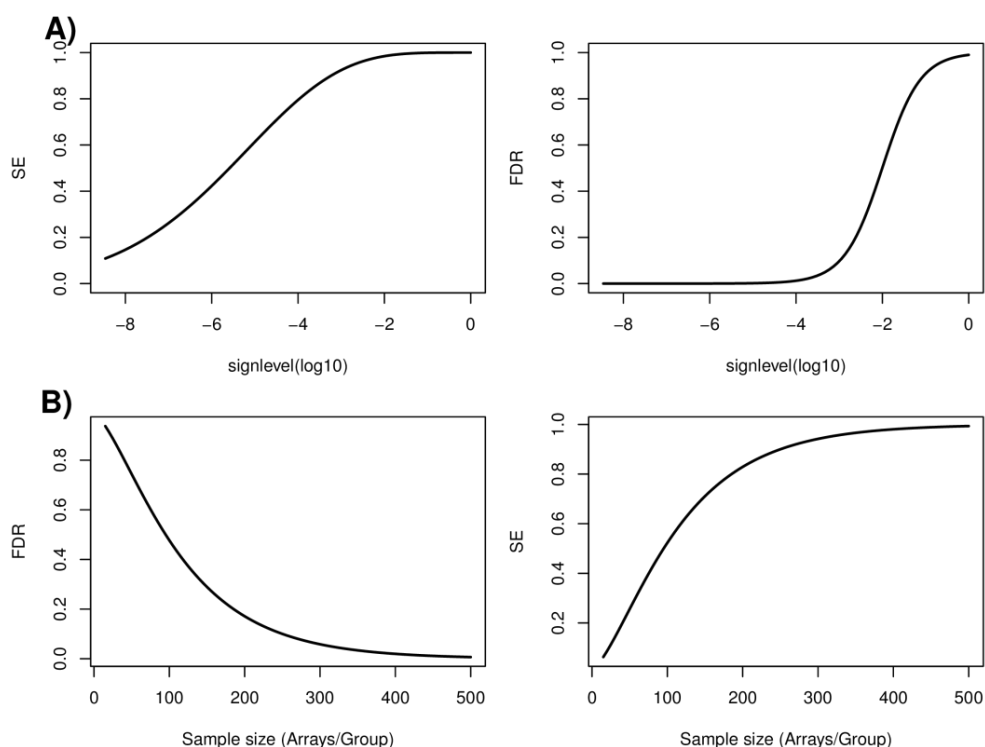 A)
SE
0.0 0.2 0.4 0.6 0.8 1.0
−8 −6 −4 −2 0
signlevel(log10)
FDR
0.0 0.2 0.4 0.6 0.8 1.0
−8 −6 −4 −2 0
signlevel(log10)
B)
FDR
0.0 0.2 0.4 0.6 0.8
0 100 200 300 400 500
Sample size (Arrays/Group)
SE
0.2 0.4 0.6 0.8 1.0
0 100 200 300 400 500
Sample size (Arrays/Group)